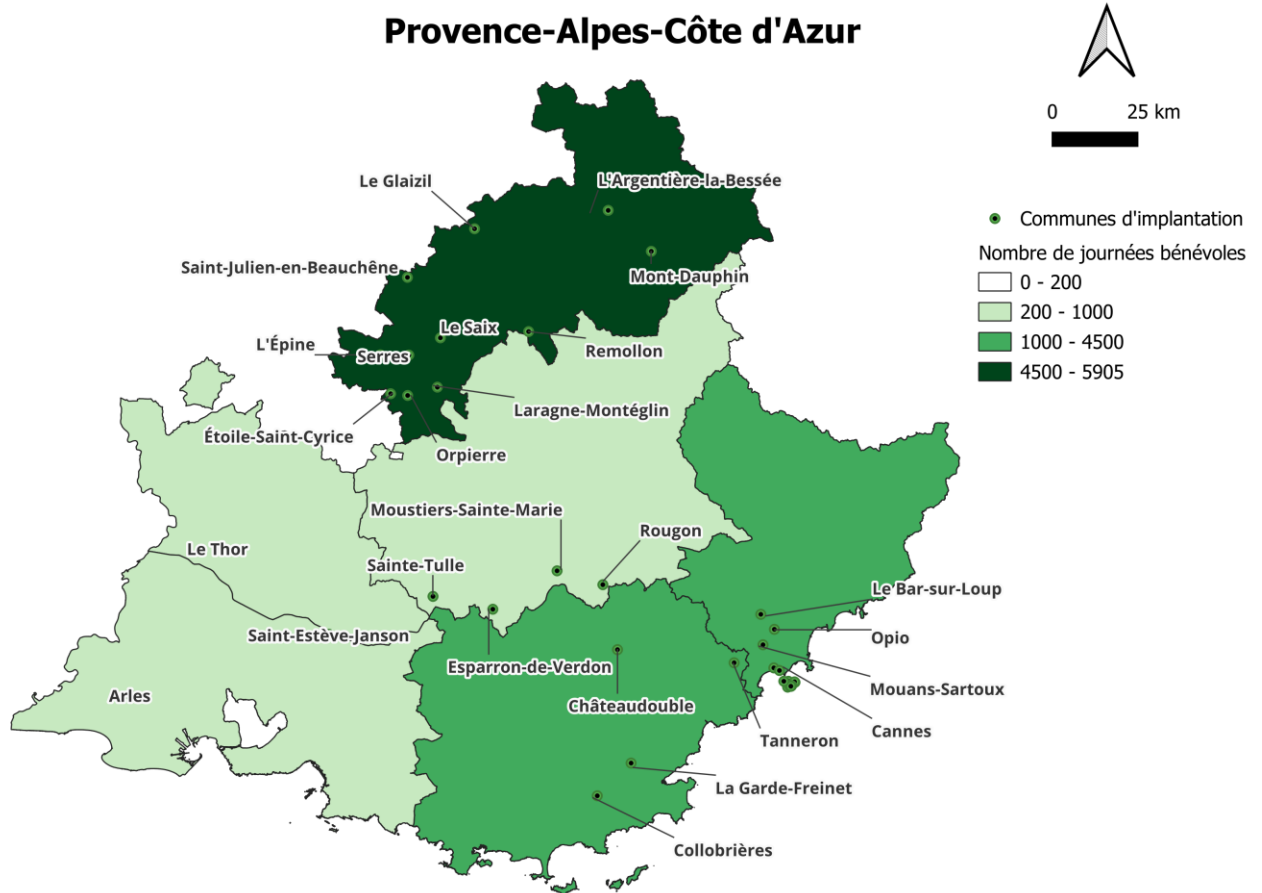 Provence-Alpes-Côte d'Azur
0 25 km
Communes d'implantation
Nombre de journées bénévoles
0 - 200
200 - 1000
1000 - 4500
4500 - 5905
Le Glaizil
L'Argentière-la-Bessée
Saint-Julien-en-Beauchêne
Mont-Dauphin
Le Saix
L'Épine
Serres
Remollon
Laragne-Montéglin
Étoile-Saint-Cyrice
Orpierre
Moustiers-Sainte-Marie
Rougon
Le Thor
Sainte-Tulle
Le Bar-sur-Loup
Saint-Estève-Janson
Opio
Esparron-de-Verdon
Mouans-Sartoux
Arles
Châteaudouble
Cannes
Tanneron
La Garde-Freinet
Collobrières